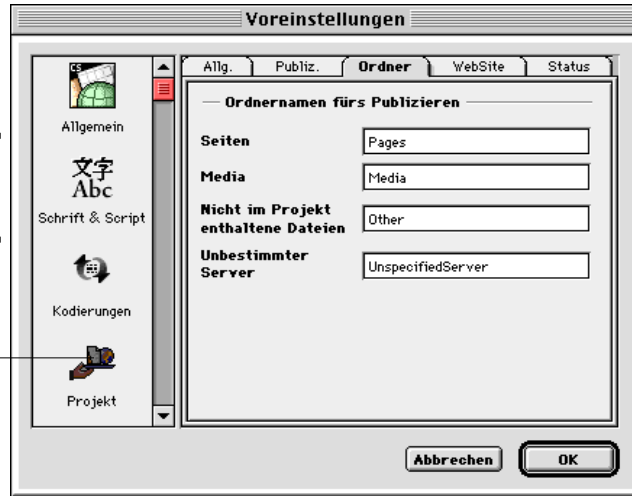 Voreinstellungen
CS
Allgemein
文字
Abc
Schrift & Script
Kodierungen
Projekt
Allg. Publiz. Ordner WebSite Status
Ordnernamen fürs Publizieren
Seiten Pages
Media Media
Nicht im Projekt
enthaltene Dateien Other
Unbestimmter
Server UnspecifiedServer
Abbrechen OK